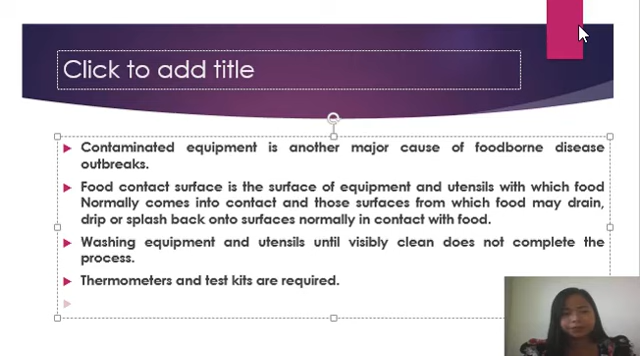 Click to add title
Contaminated equipment is another major cause of foodborne disease
outbreaks.
Food contact surface is the surface of equipment and utensils with which food
Normally comes into contact and those surfaces from which food may drain,
drip or splash back onto surfaces normally in contact with food.
Washing equipment and utensils until visibly clean does not complete the
process.
Thermometers and test kits are required.